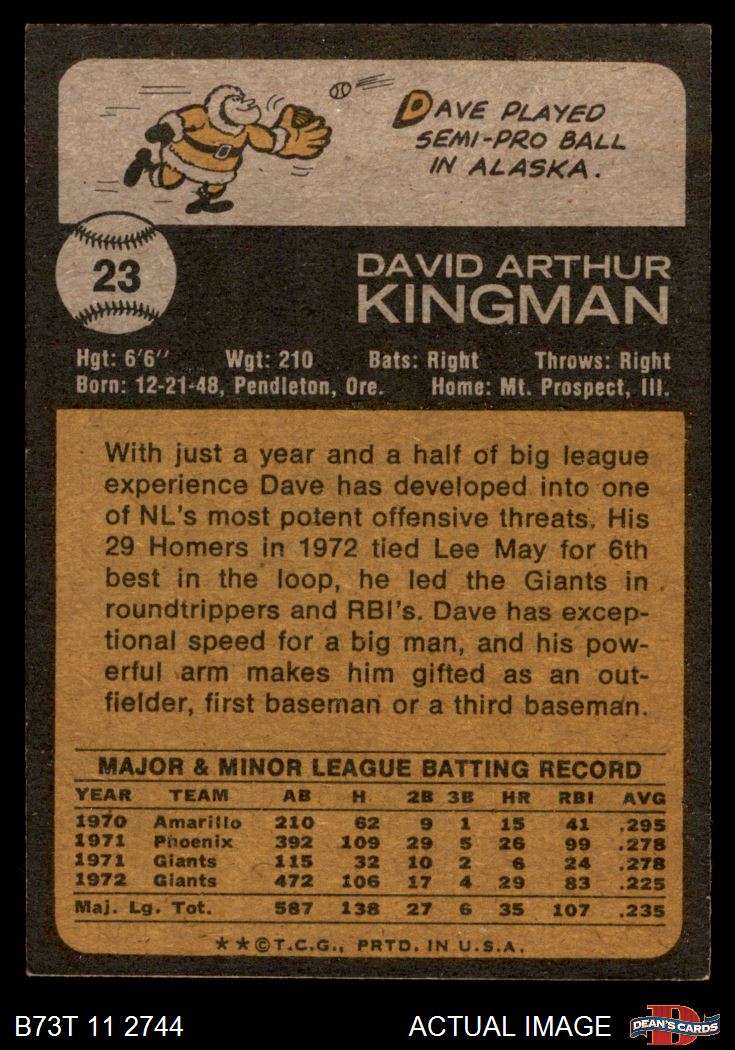 DAVE PLAYED
SEMI-PRO BALL
IN ALASKA.
23
DAVID ARTHUR
KINGMAN
Hgt: 6'6" Wgt: 210 Bats: Right Throws: Right
Born: 12-21-48, Pendleton, Ore. Home: Mt. Prospect, Ill.
With just a year and a half of big league
experience Dave has developed into one
of NL's most potent offensive threats. His
29 Homers in 1972 tied Lee May for 6th
best in the loop, he led the Giants in
roundtrippers and RBI's. Dave has excep-
tional speed for a big man, and his pow-
erful arm makes him gifted as an out-
fielder, first baseman or a third baseman.
MAJOR & MINOR LEAGUE BATTING RECORD
YEAR TEAM AB H 2B 3B HR RBI AVG
1970 Amarillo 210 62 9 1 15 41 .295
1971 Phoenix 392 109 29 5 26 99 .278
1971 Giants 115 32 10 2 6 24 .278
1972 Giants 472 106 17 4 29 83 .225
Maj. Lg. Tot. 587 138 27 6 35 107 .235
**©T.C.G., PRTD. IN U.S.A.
B73T 11 2744 ACTUAL IMAGE D DEAN'S CARDS